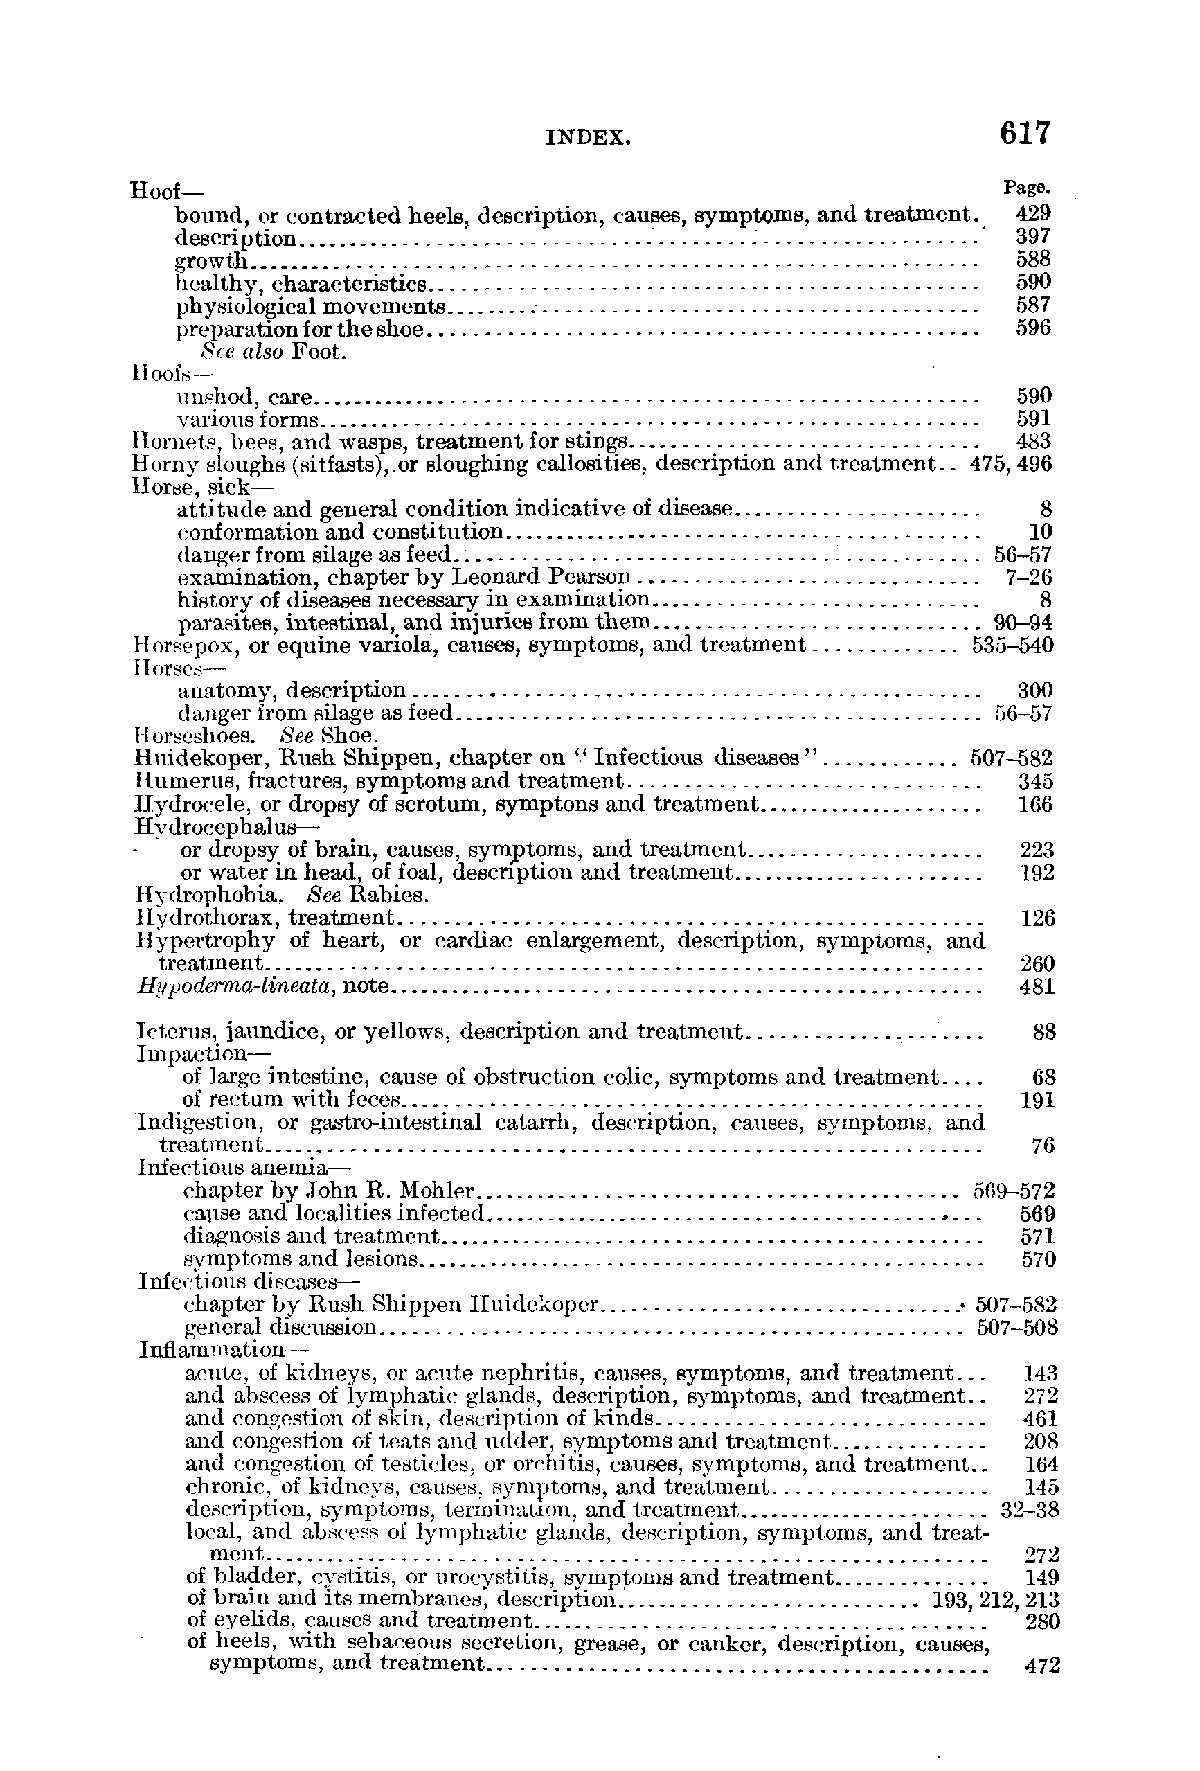 INDEX. 617
Hoof— Page.
bound, or contracted heels, description, causes, symptoms, and treatment. 429
description 397
growth 588
healthy, characteristics 590
physiological movements 587
preparation for the shoe 596
See also Foot.
Hoofs—
unshod, care 590
various forms 591
Hornets, bees, and wasps, treatment for stings 483
Horny sloughs (sitfasts), or sloughing callosities, description and treatment.. 475, 496
Horse, sick—
attitude and general condition indicative of disease 8
conformation and constitution 10
danger from silage as feed 56–57
examination, chapter by Leonard Pearson 7–26
history of diseases necessary in examination 8
parasites, intestinal, and injuries from them 90–94
Horsepox, or equine variola, causes, symptoms, and treatment 535–540
Horses—
anatomy, description 300
danger from silage as feed 56–57
Horseshoes. See Shoe.
Huidekoper, Rush Shippen, chapter on "Infectious diseases" 507–582
Humerus, fractures, symptoms and treatment 345
Hydrocele, or dropsy of scrotum, symptons and treatment 166
Hydrocephalus—
or dropsy of brain, causes, symptoms, and treatment 223
or water in head, of foal, description and treatment 192
Hydrophobia. See Rabies.
Hydrothorax, treatment 126
Hypertrophy of heart, or cardiac enlargement, description, symptoms, and
treatment 260
Hypoderma-lineata, note 481
Icterus, jaundice, or yellows, description and treatment 88
Impaction—
of large intestine, cause of obstruction colic, symptoms and treatment.... 68
of rectum with feces 191
Indigestion, or gastro-intestinal catarrh, description, causes, symptoms, and
treatment 76
Infectious anemia—
chapter by John R. Mohler 569–572
cause and localities infected 569
diagnosis and treatment 571
symptoms and lesions 570
Infectious diseases—
chapter by Rush Shippen Huidekoper 507–582
general discussion 507–508
Inflammation—
acute, of kidneys, or acute nephritis, causes, symptoms, and treatment... 143
and abscess of lymphatic glands, description, symptoms, and treatment.. 272
and congestion of skin, description of kinds 461
and congestion of teats and udder, symptoms and treatment 208
and congestion of testicles, or orchitis, causes, symptoms, and treatment.. 164
chronic, of kidneys, causes, symptoms, and treatment 145
description, symptoms, termination, and treatment 32–38
local, and abscess of lymphatic glands, description, symptoms, and treat-
ment 272
of bladder, cystitis, or urocystitis, symptoms and treatment 149
of brain and its membranes, description 193, 212, 213
of eyelids, causes and treatment 280
of heels, with sebaceous secretion, grease, or canker, description, causes,
symptoms, and treatment 472